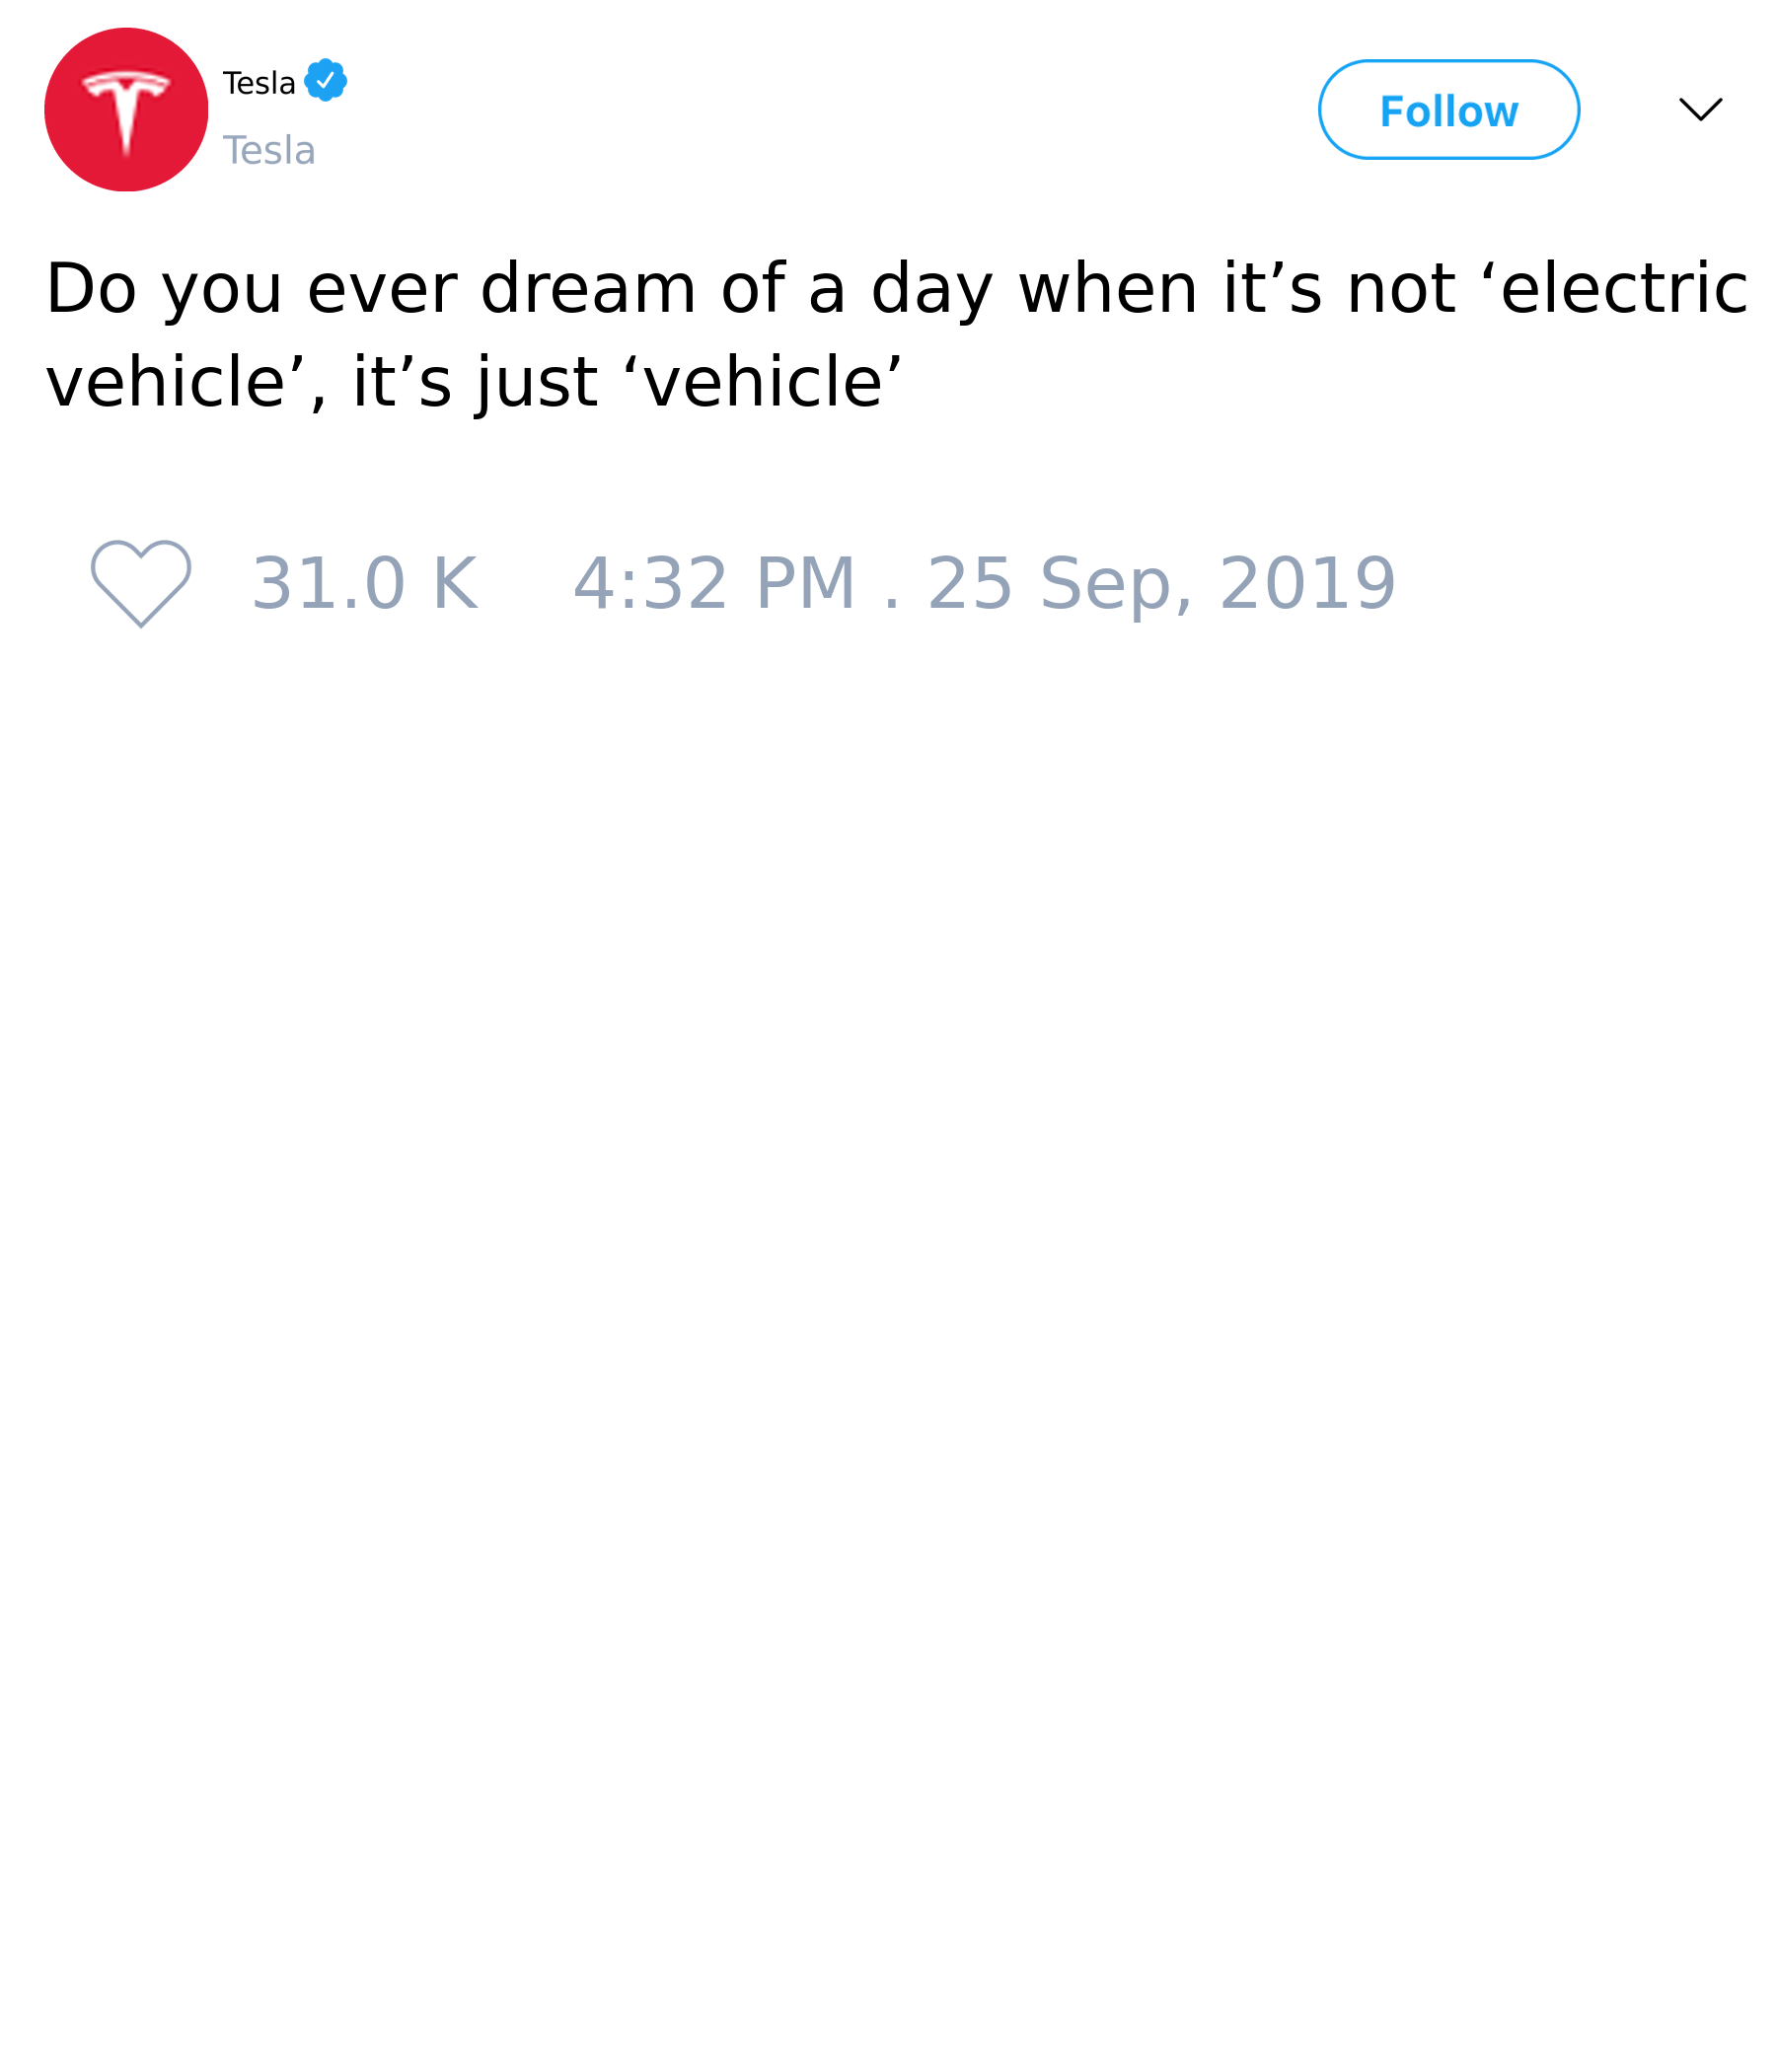 Tesla
Follow
Tesla
Do you ever dream of a day when it’s not ‘electric
vehicle’, it’s just ‘vehicle’
31.0 K 4:32 PM . 25 Sep, 2019